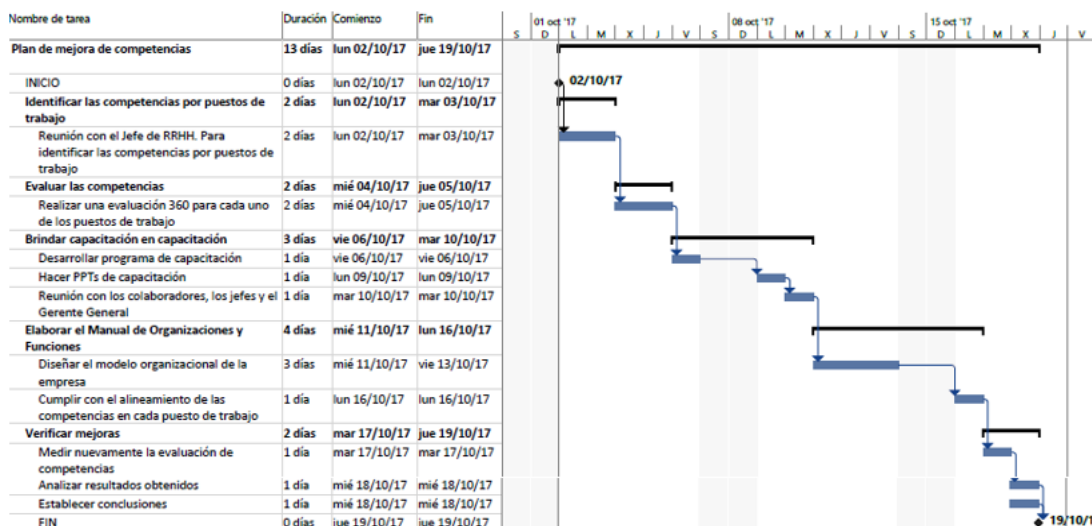 Nombre de tarea Duración Comienzo Fin 01 oct '17 08 oct '17 15 oct '17
S D L M X J V S D L M X J V S D L M X J V
Plan de mejora de competencias 13 días lun 02/10/17 jue 19/10/17
INICIO 0 días lun 02/10/17 lun 02/10/17 02/10/17
Identificar las competencias por puestos de 2 días lun 02/10/17 mar 03/10/17
trabajo
Reunión con el Jefe de RRHH. Para 2 días lun 02/10/17 mar 03/10/17
identificar las competencias por puestos de
trabajo
Evaluar las competencias 2 días mié 04/10/17 jue 05/10/17
Realizar una evaluación 360 para cada uno 2 días mié 04/10/17 jue 05/10/17
de los puestos de trabajo
Brindar capacitación en capacitación 3 días vie 06/10/17 mar 10/10/17
Desarrollar programa de capacitación 1 día vie 06/10/17 vie 06/10/17
Hacer PPTs de capacitación 1 día lun 09/10/17 lun 09/10/17
Reunión con los colaboradores, los jefes y el 1 día mar 10/10/17 mar 10/10/17
Gerente General
Elaborar el Manual de Organizaciones y 4 días mié 11/10/17 lun 16/10/17
Funciones
Diseñar el modelo organizacional de la 3 días mié 11/10/17 vie 13/10/17
empresa
Cumplir con el alineamiento de las 1 día lun 16/10/17 lun 16/10/17
competencias en cada puesto de trabajo
Verificar mejoras 2 días mar 17/10/17 jue 19/10/17
Medir nuevamente la evaluación de 1 día mar 17/10/17 mar 17/10/17
competencias
Analizar resultados obtenidos 1 día mié 18/10/17 mié 18/10/17
Establecer conclusiones 1 día mié 18/10/17 mié 18/10/17
FIN 0 días jue 19/10/17 jue 19/10/17 19/10/1